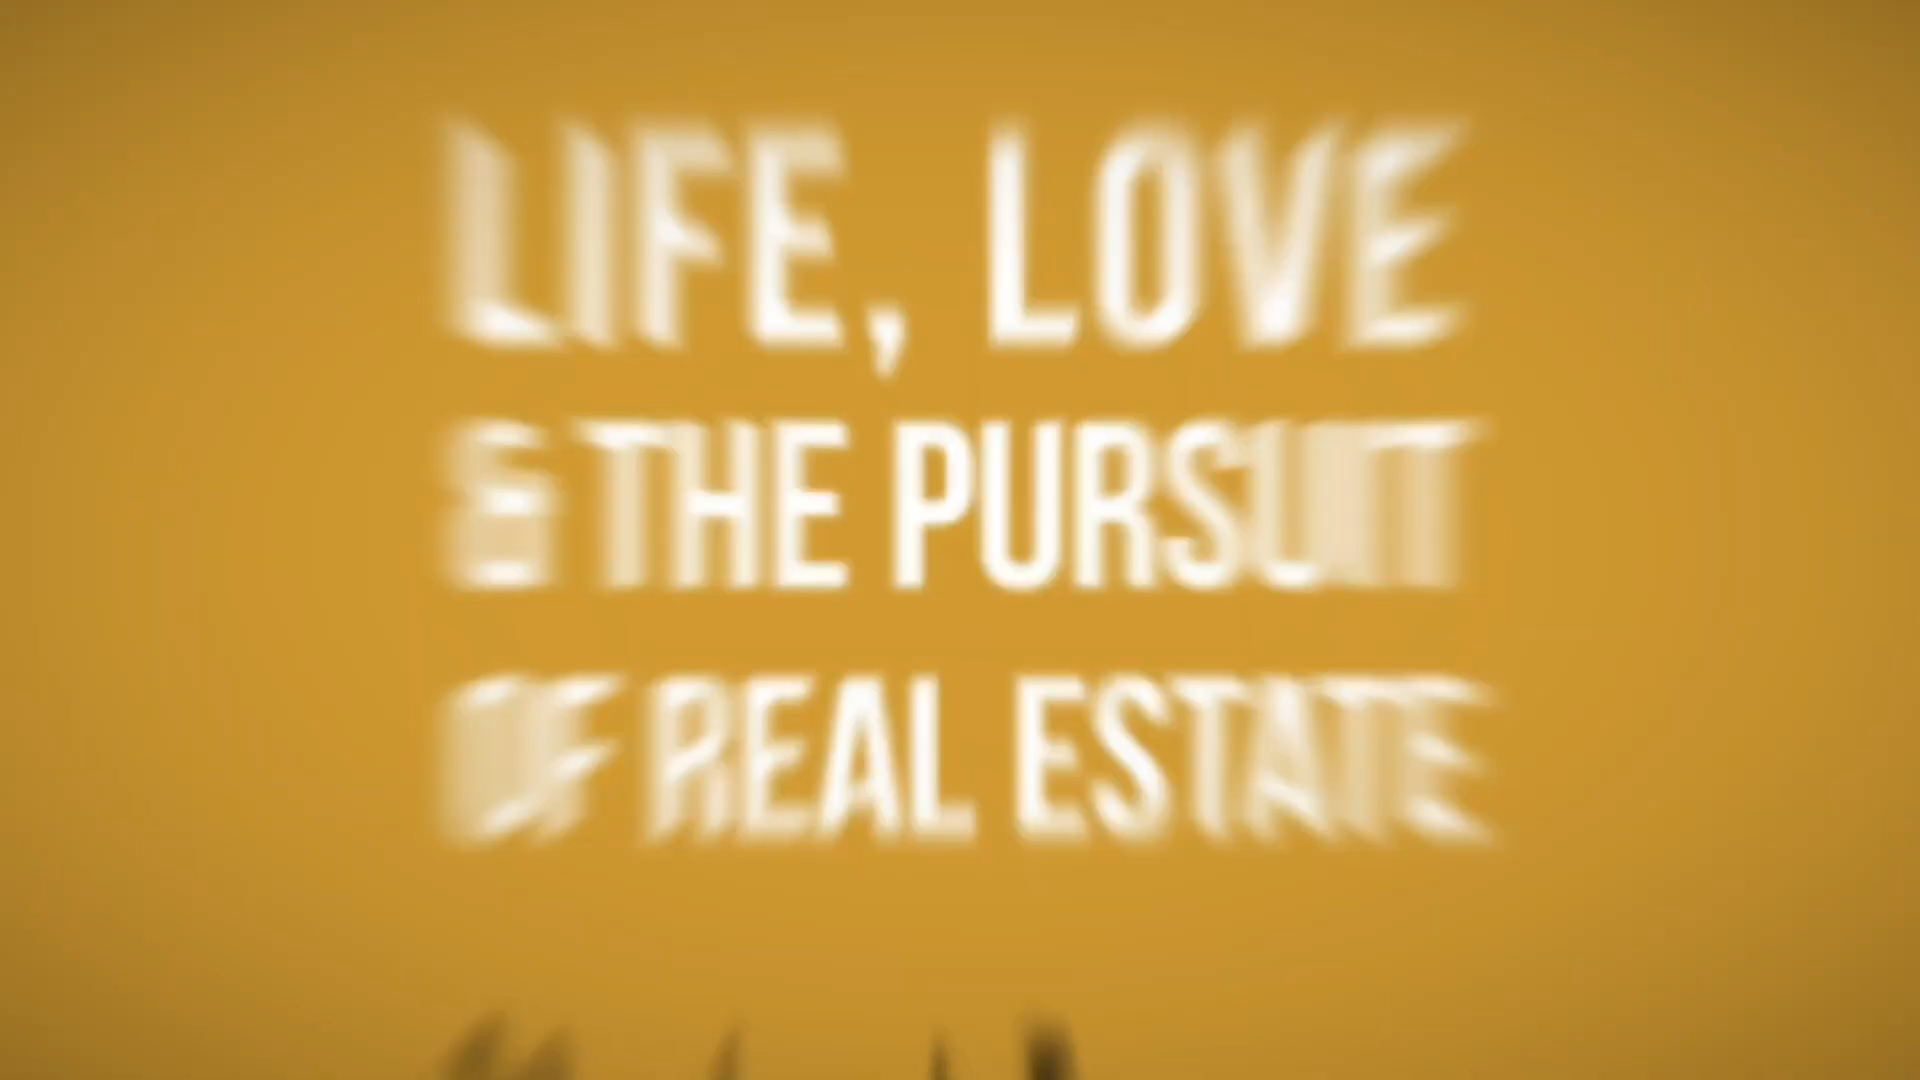 LIFE, LOVE
& THE PURSUIT
OF REAL ESTATE